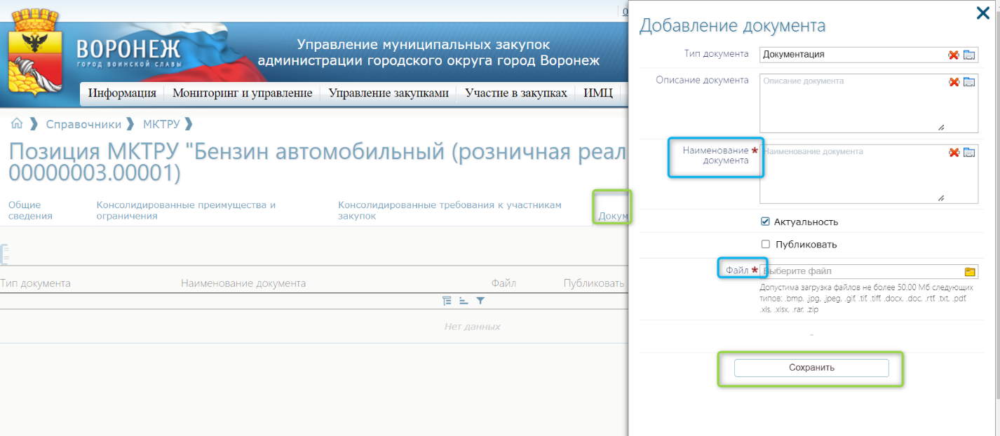 0
ВОРОНЕЖ
ГОРОД ВОИНСКОЙ СЛАВЫ
Управление муниципальных закупок
администрации городского округа город Воронеж
Информация
Мониторинг и управление
Управление закупками
Участие в закупках
ИМЦ
Справочники
МКТРУ
Позиция МКТРУ "Бензин автомобильный (розничная реал
00000003.00001)
Общие
сведения
Консолидированные преимущества и
ограничения
Консолидированные требования к участникам
закупок
Докум
Тип документа
Наименование документа
Файл
Публиковать
Нет данных
Добавление документа
Тип документа
Документация
Описание документа
Описание документа
Наименование *
документа
Наименование документа
Актуальность
Публиковать
Файл *
Выберите файл
Допустима загрузка файлов не более 50.00 Мб следующих
типов: .bmp, .jpg, .jpeg, .gif, .tif, .tiff, .docx, .doc, .rtf, .txt, .pdf,
.xls, .xlsx, .rar, .zip
-
Сохранить